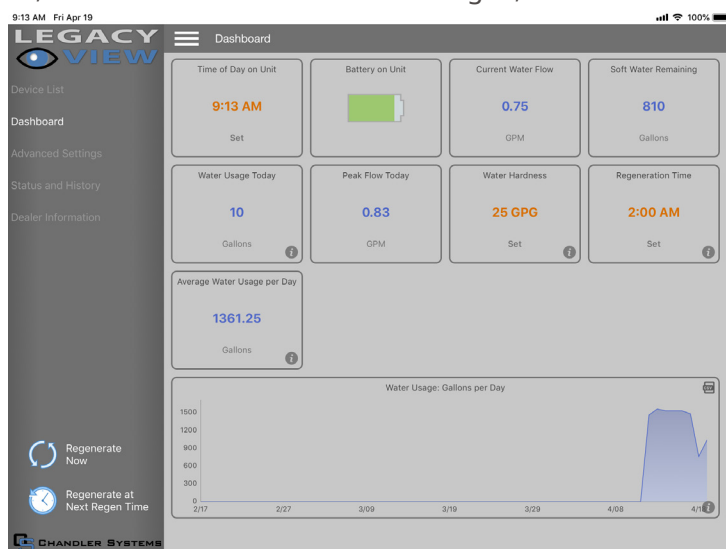 9:13 AM Fri Apr 19
100%
LEGACY
VIEW
Dashboard
Device List
Dashboard
Advanced Settings
Status and History
Dealer Information
Time of Day on Unit
9:13 AM
Set
Battery on Unit
Current Water Flow
0.75
GPM
Soft Water Remaining
810
Gallons
Water Usage Today
10
Gallons
Peak Flow Today
0.83
GPM
Water Hardness
25 GPG
Set
Regeneration Time
2:00 AM
Set
Average Water Usage per Day
1361.25
Gallons
Water Usage: Gallons per Day
1500
1200
900
600
300
0
2/17 2/27 3/09 3/19 3/29 4/08
Regenerate
Now
Regenerate at
Next Regen Time
CHANDLER SYSTEMS